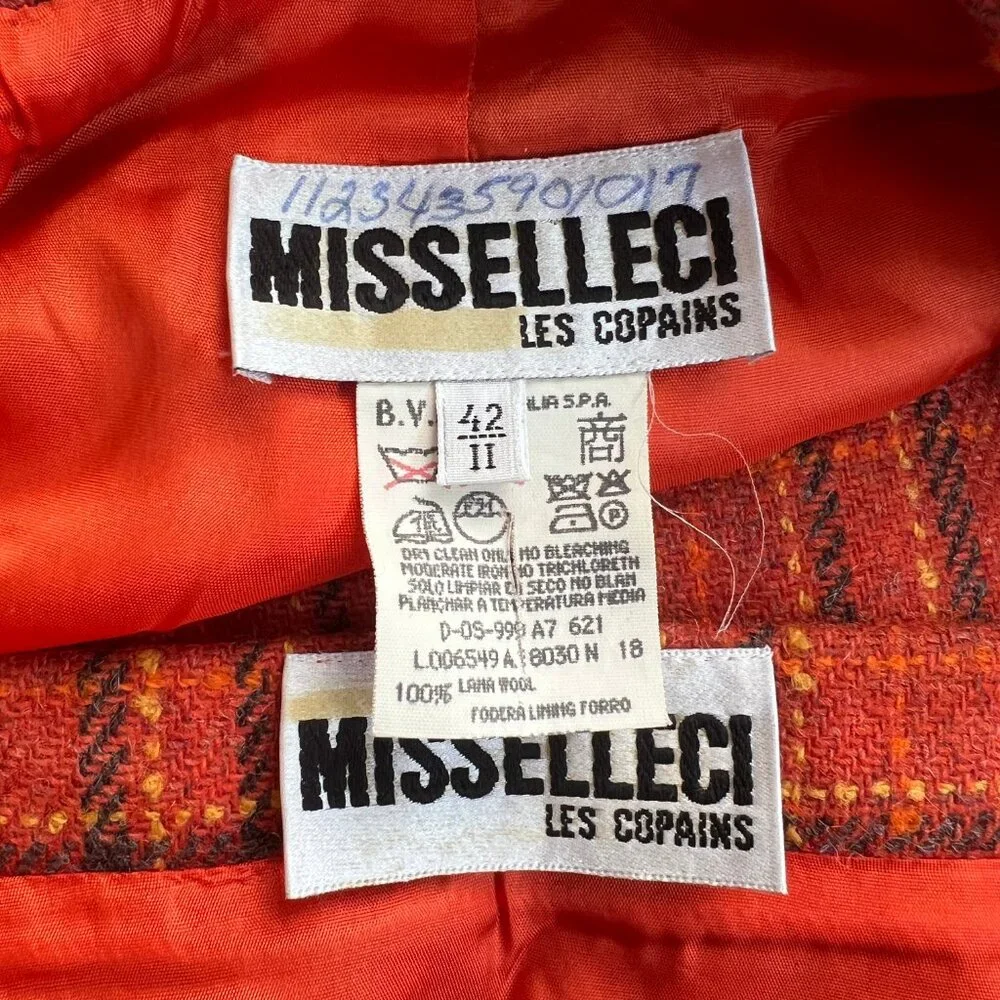 1123435901017
MISSELLECI
LES COPAINS
B.V. LIA S.P.A.
42
II
商
P
DRY CLEAN ONLY NO BLEACHING
MODERATE IRON NO TRICHLORETH
SOLO LIMPIAR EN SECO NO BLAN
PLANCHAR A TEMPERATURA MEDIA
D-OS-999 A7 621
L006549 A 8030 N 18
100% LANA WOOL
FODERA LINING FORRO
MISSELLECI
LES COPAINS